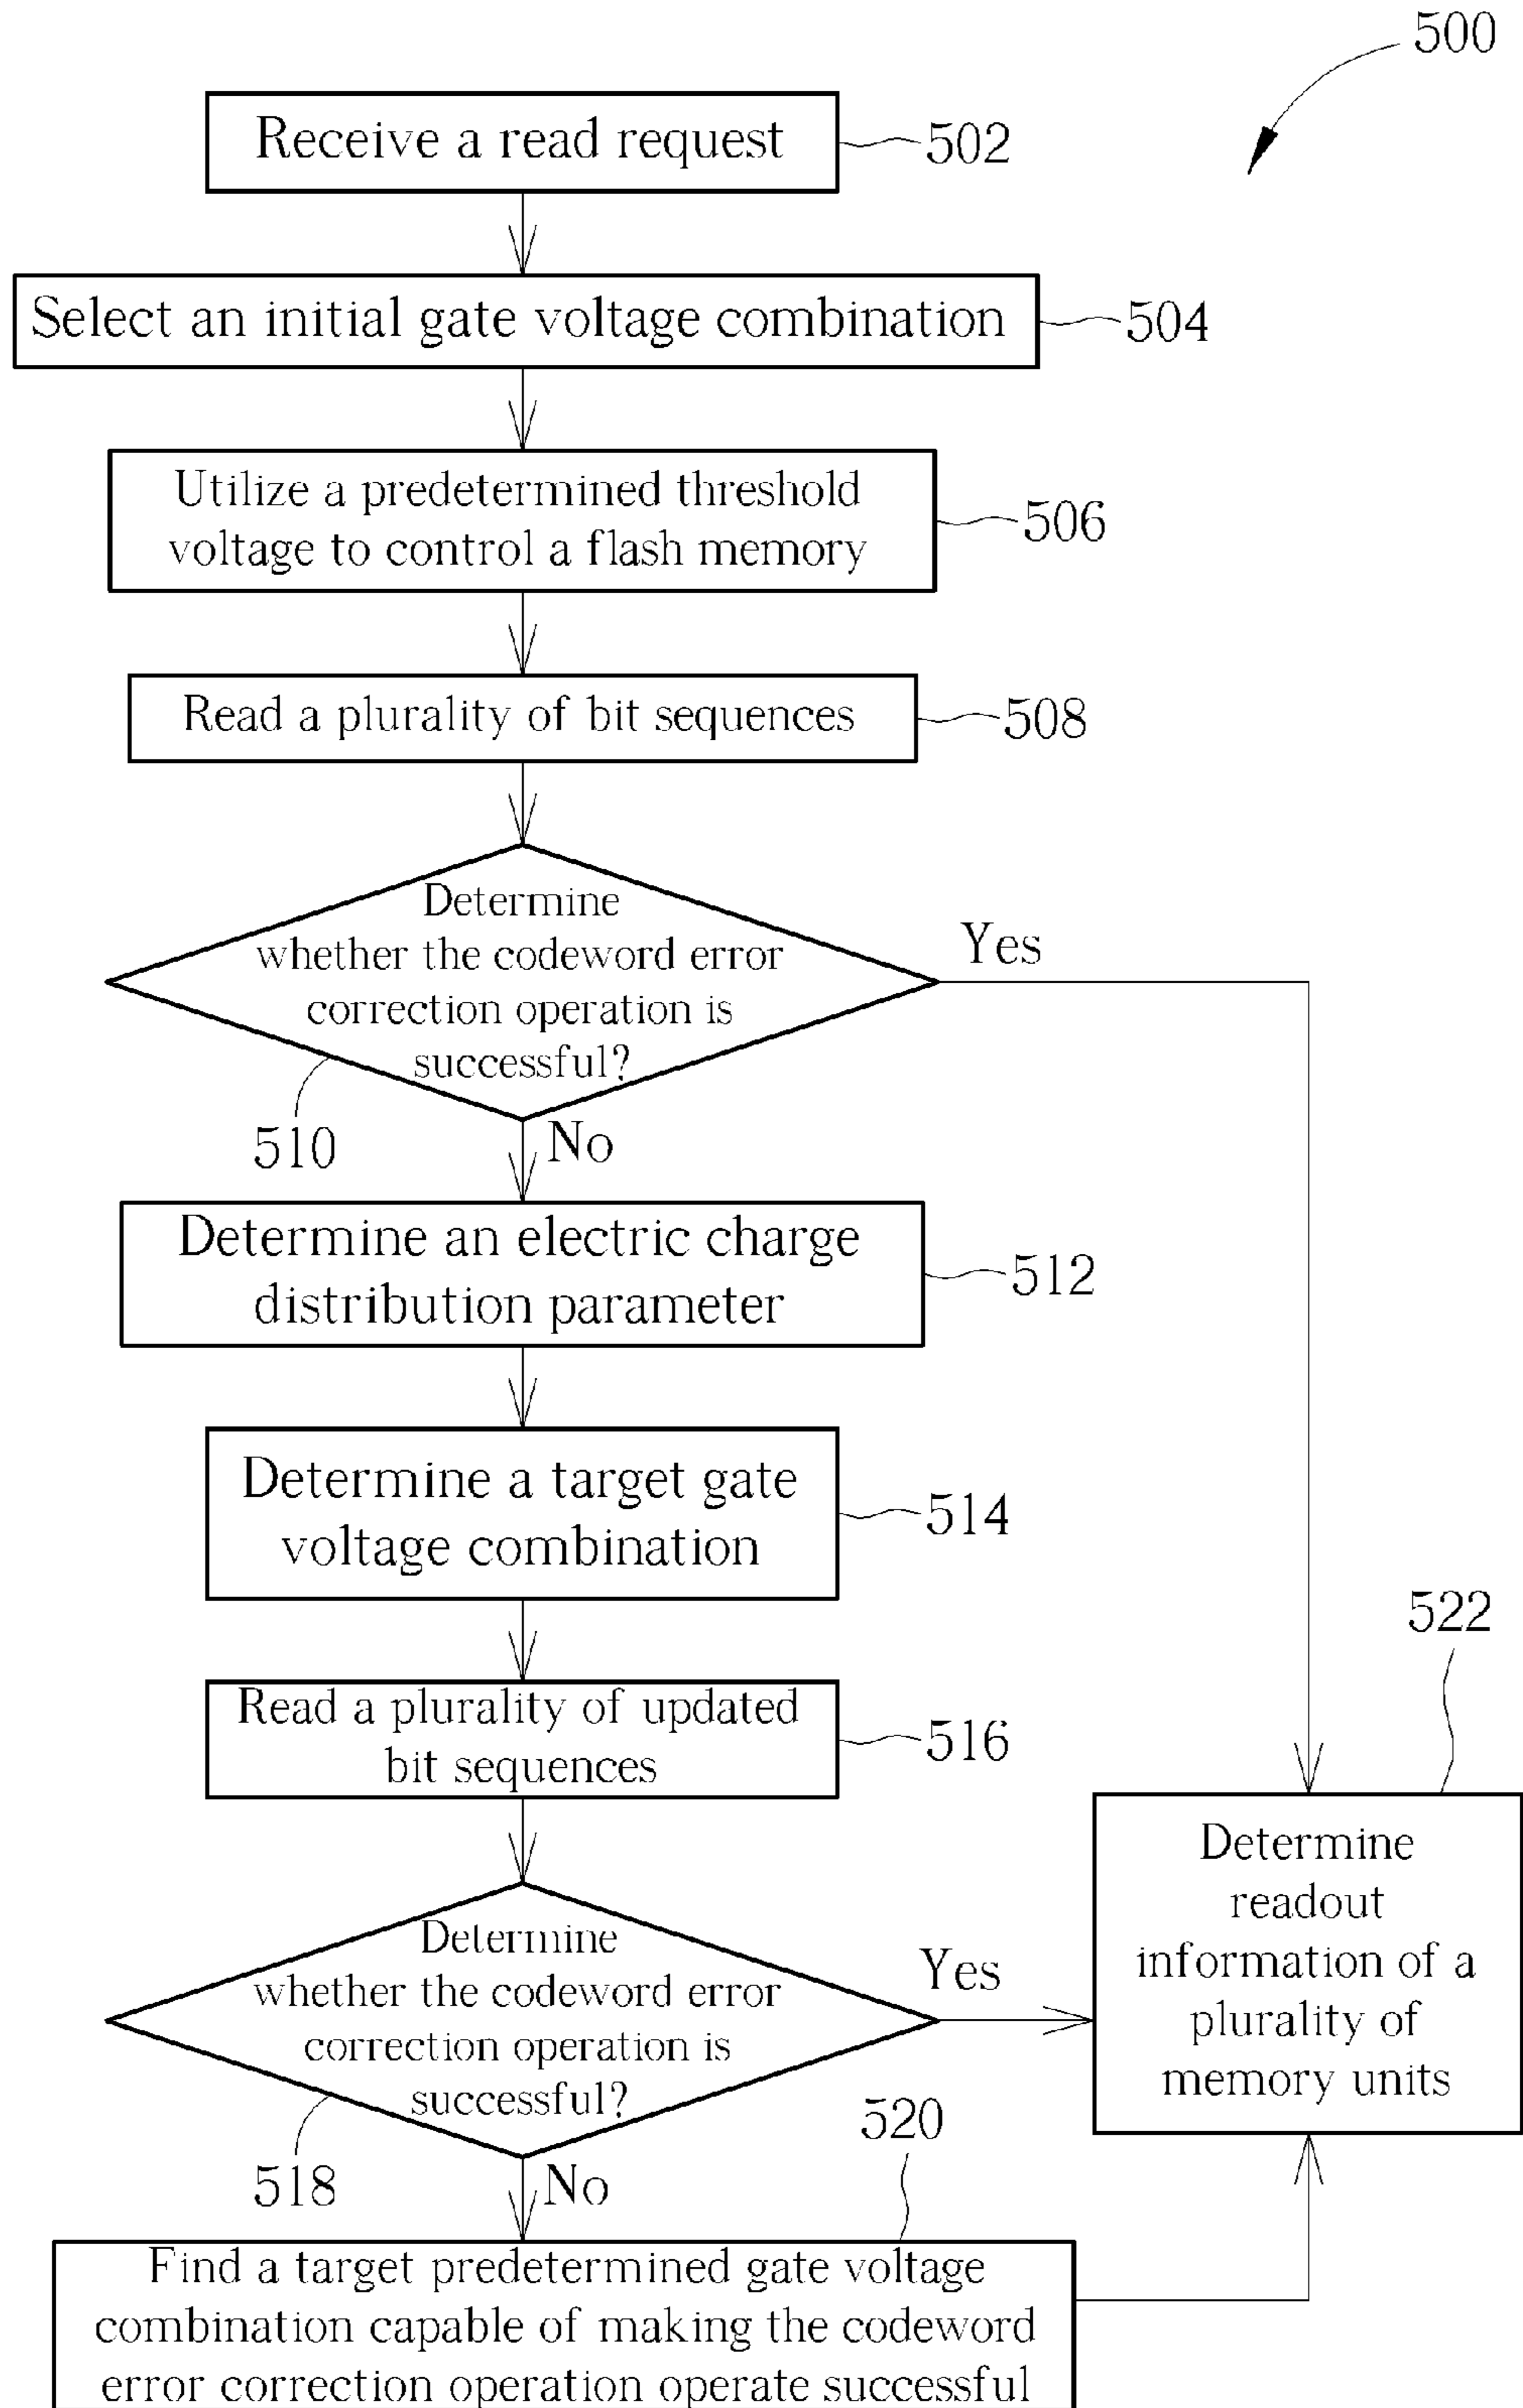 500
Receive a read request
502
Select an initial gate voltage combination
504
Utilize a predetermined threshold
voltage to control a flash memory
506
Read a plurality of bit sequences
508
Determine
whether the codeword error
correction operation is
successful?
Yes
510
No
Determine an electric charge
distribution parameter
512
Determine a target gate
voltage combination
514
522
Read a plurality of updated
bit sequences
516
Determine
readout
information of a
plurality of
memory units
Determine
whether the codeword error
correction operation is
successful?
Yes
518
No
520
Find a target predetermined gate voltage
combination capable of making the codeword
error correction operation operate successful